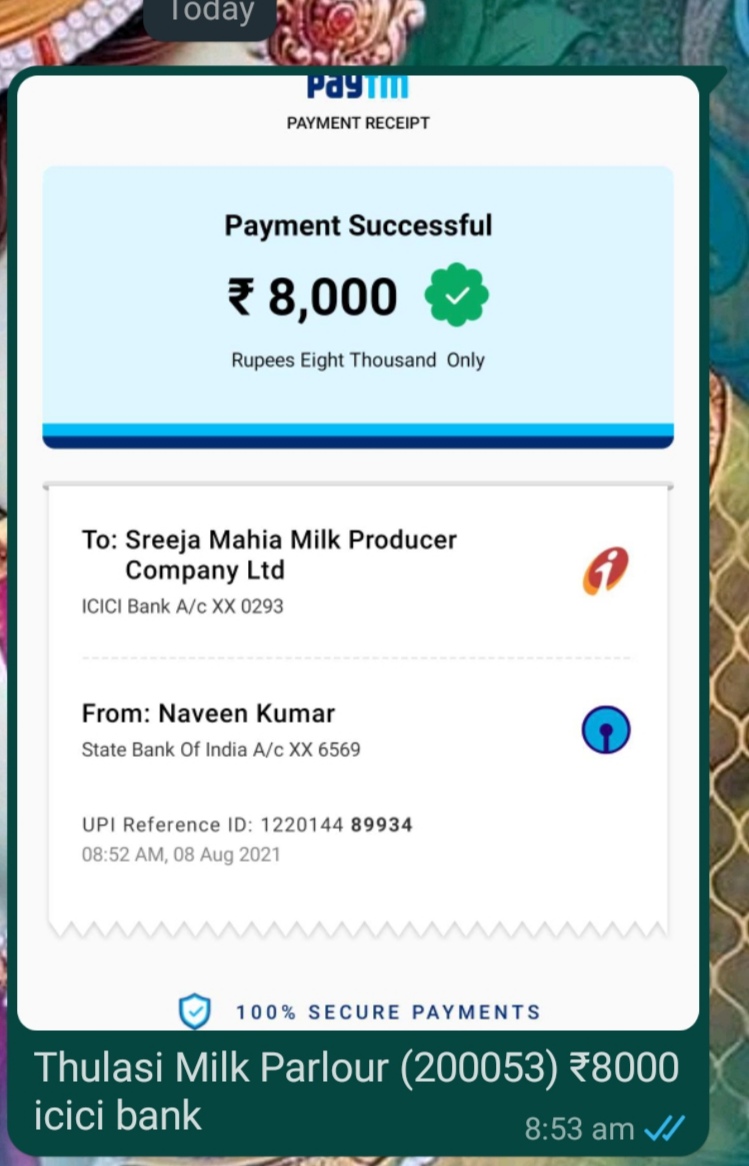 Today
Paytm
PAYMENT RECEIPT
Payment Successful
₹ 8,000
Rupees Eight Thousand Only
To: Sreeja Mahia Milk Producer
Company Ltd
ICICI Bank A/c XX 0293
From: Naveen Kumar
State Bank Of India A/c XX 6569
UPI Reference ID: 1220144 89934
08:52 AM, 08 Aug 2021
100% SECURE PAYMENTS
Thulasi Milk Parlour (200053) ₹8000
icici bank
8:53 am